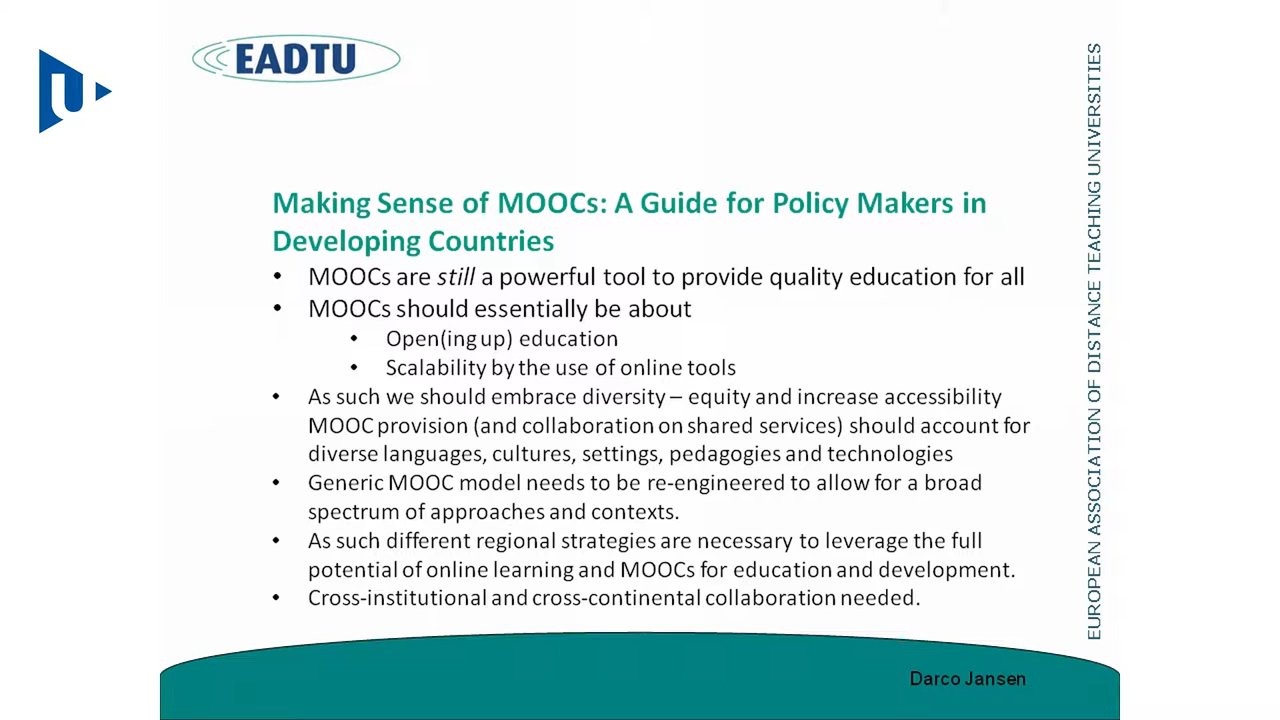 EADTU
U
EUROPEAN ASSOCIATION OF DISTANCE TEACHING UNIVERSITIES
Making Sense of MOOCs: A Guide for Policy Makers in
Developing Countries
• MOOCs are still a powerful tool to provide quality education for all
• MOOCs should essentially be about
• Open(ing up) education
• Scalability by the use of online tools
• As such we should embrace diversity – equity and increase accessibility
MOOC provision (and collaboration on shared services) should account for
diverse languages, cultures, settings, pedagogies and technologies
• Generic MOOC model needs to be re-engineered to allow for a broad
spectrum of approaches and contexts.
• As such different regional strategies are necessary to leverage the full
potential of online learning and MOOCs for education and development.
• Cross-institutional and cross-continental collaboration needed.
Darco Jansen